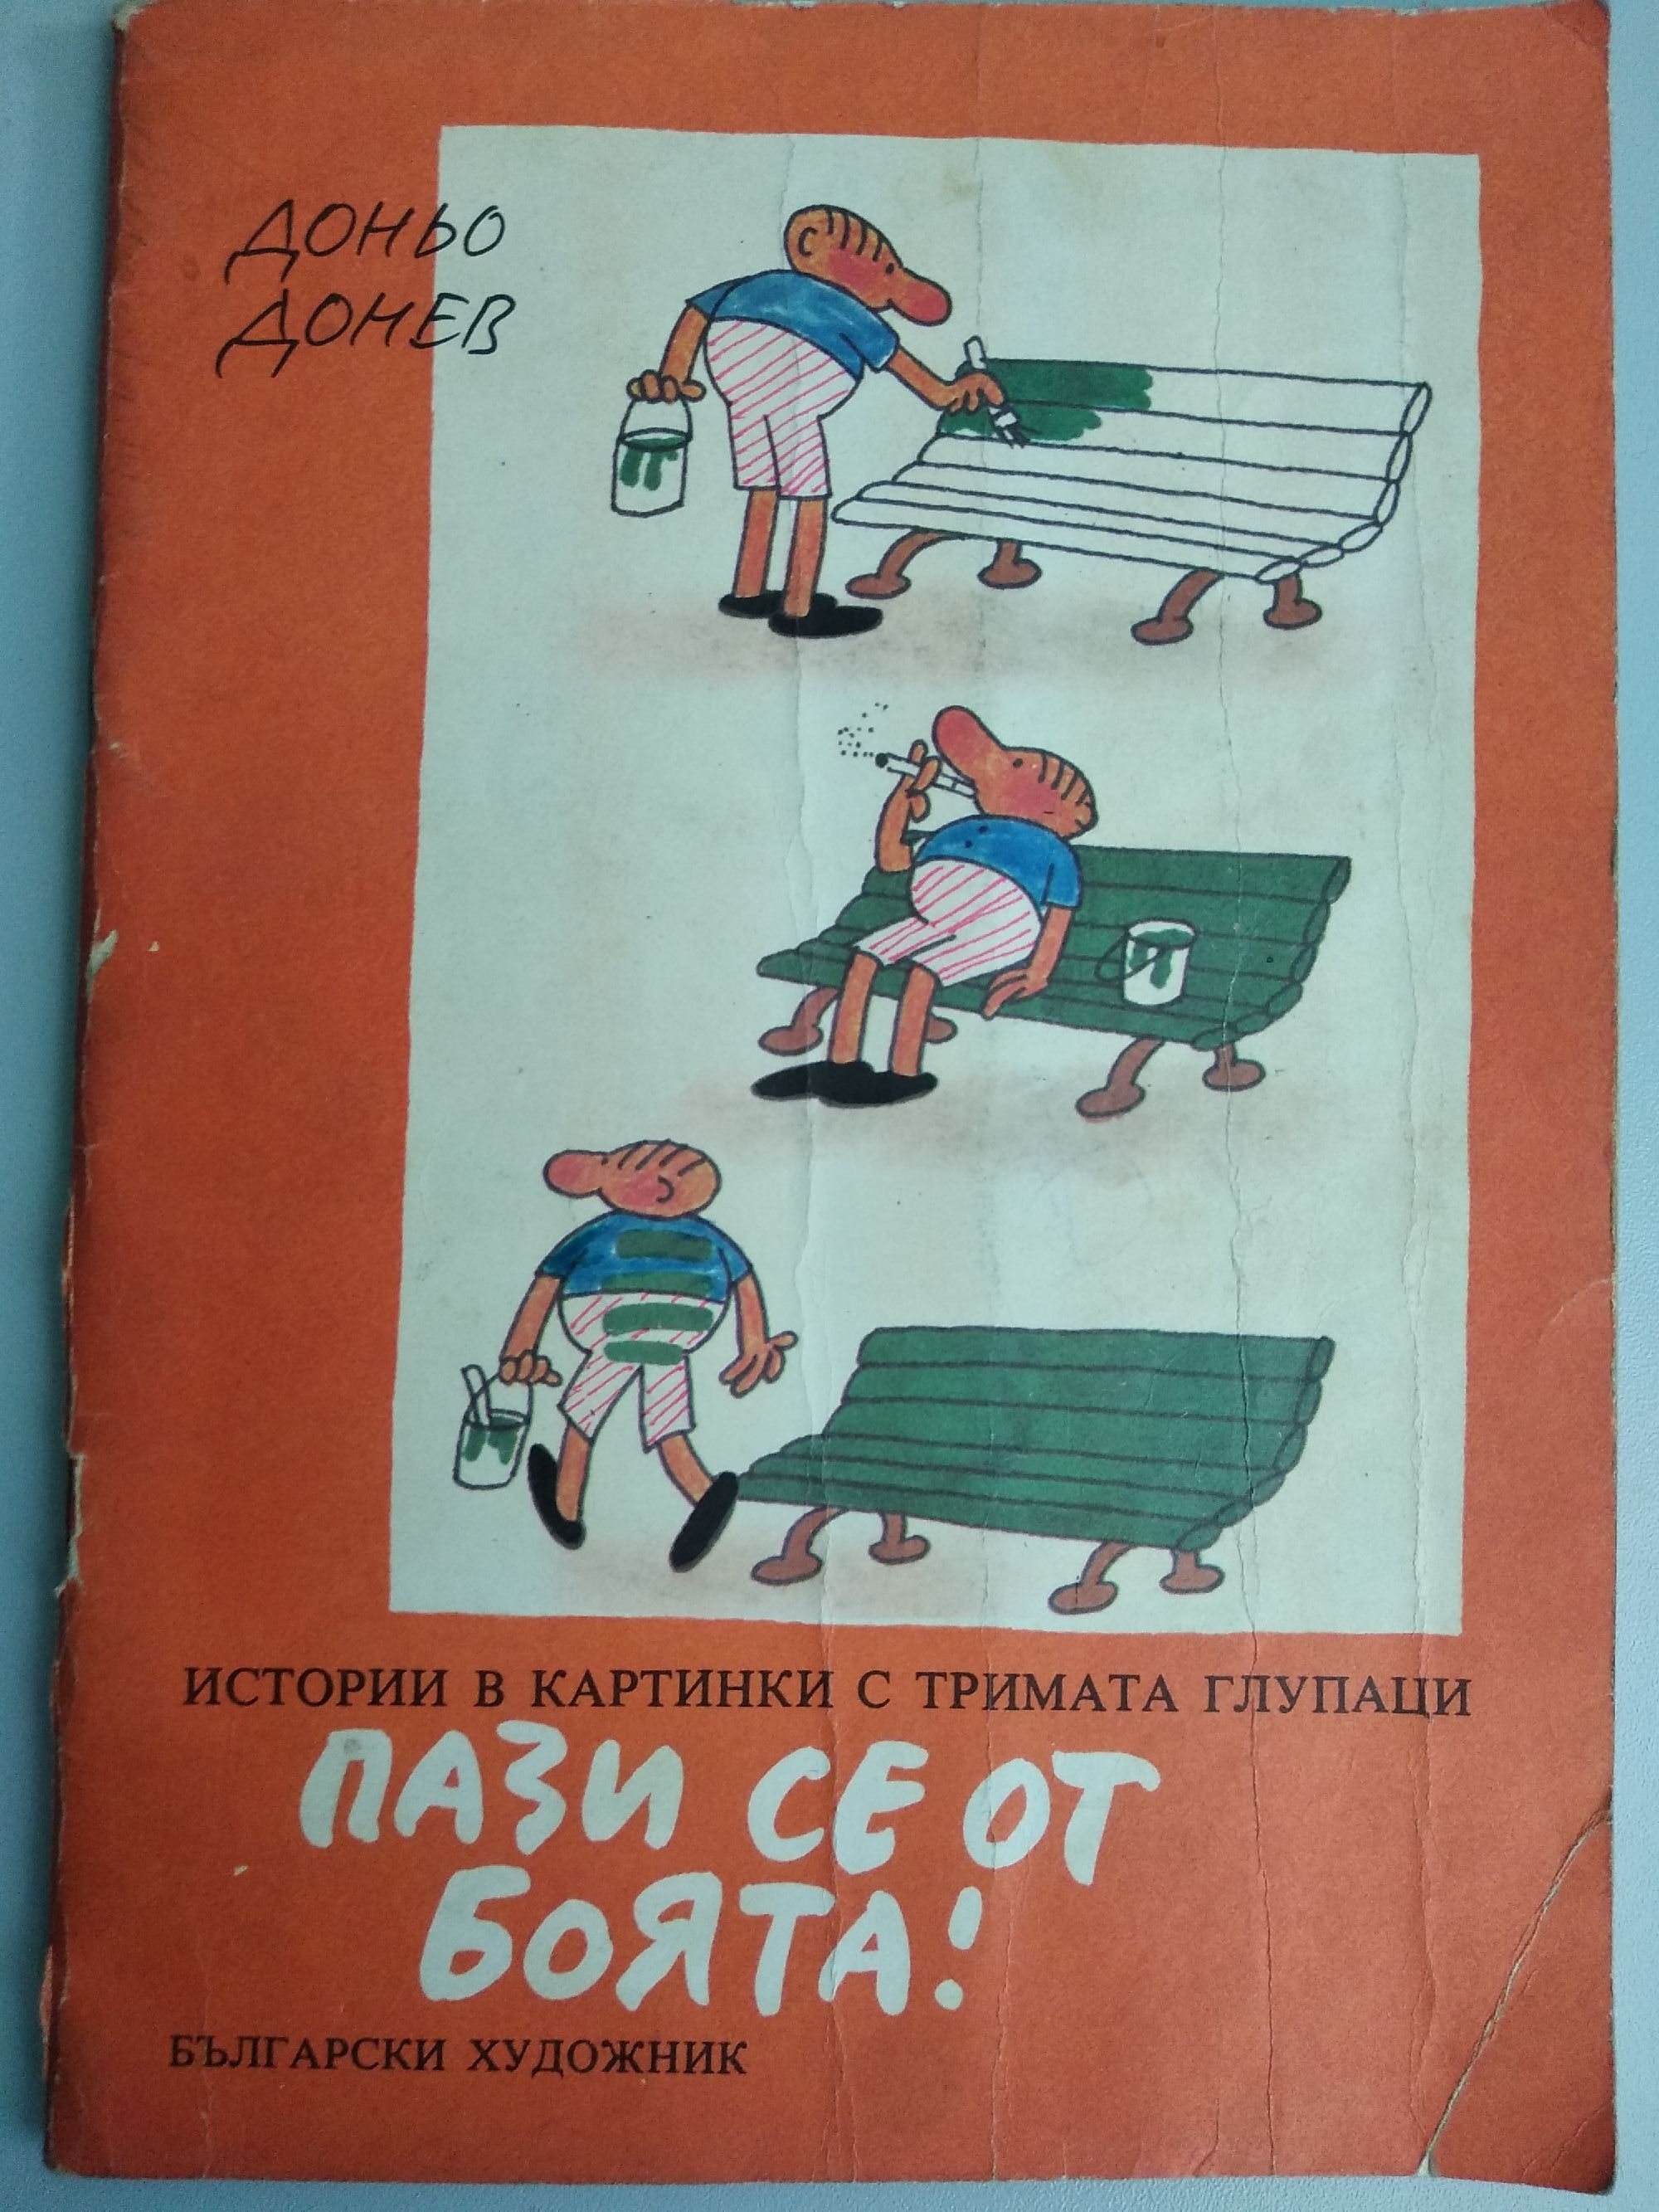 ДОНЬО
ДОНЕВ
ИСТОРИИ В КАРТИНКИ С ТРИМАТА ГЛУПАЦИ
ПАЗИ СЕ ОТ
БОЯТА!
БЪЛГАРСКИ ХУДОЖНИК